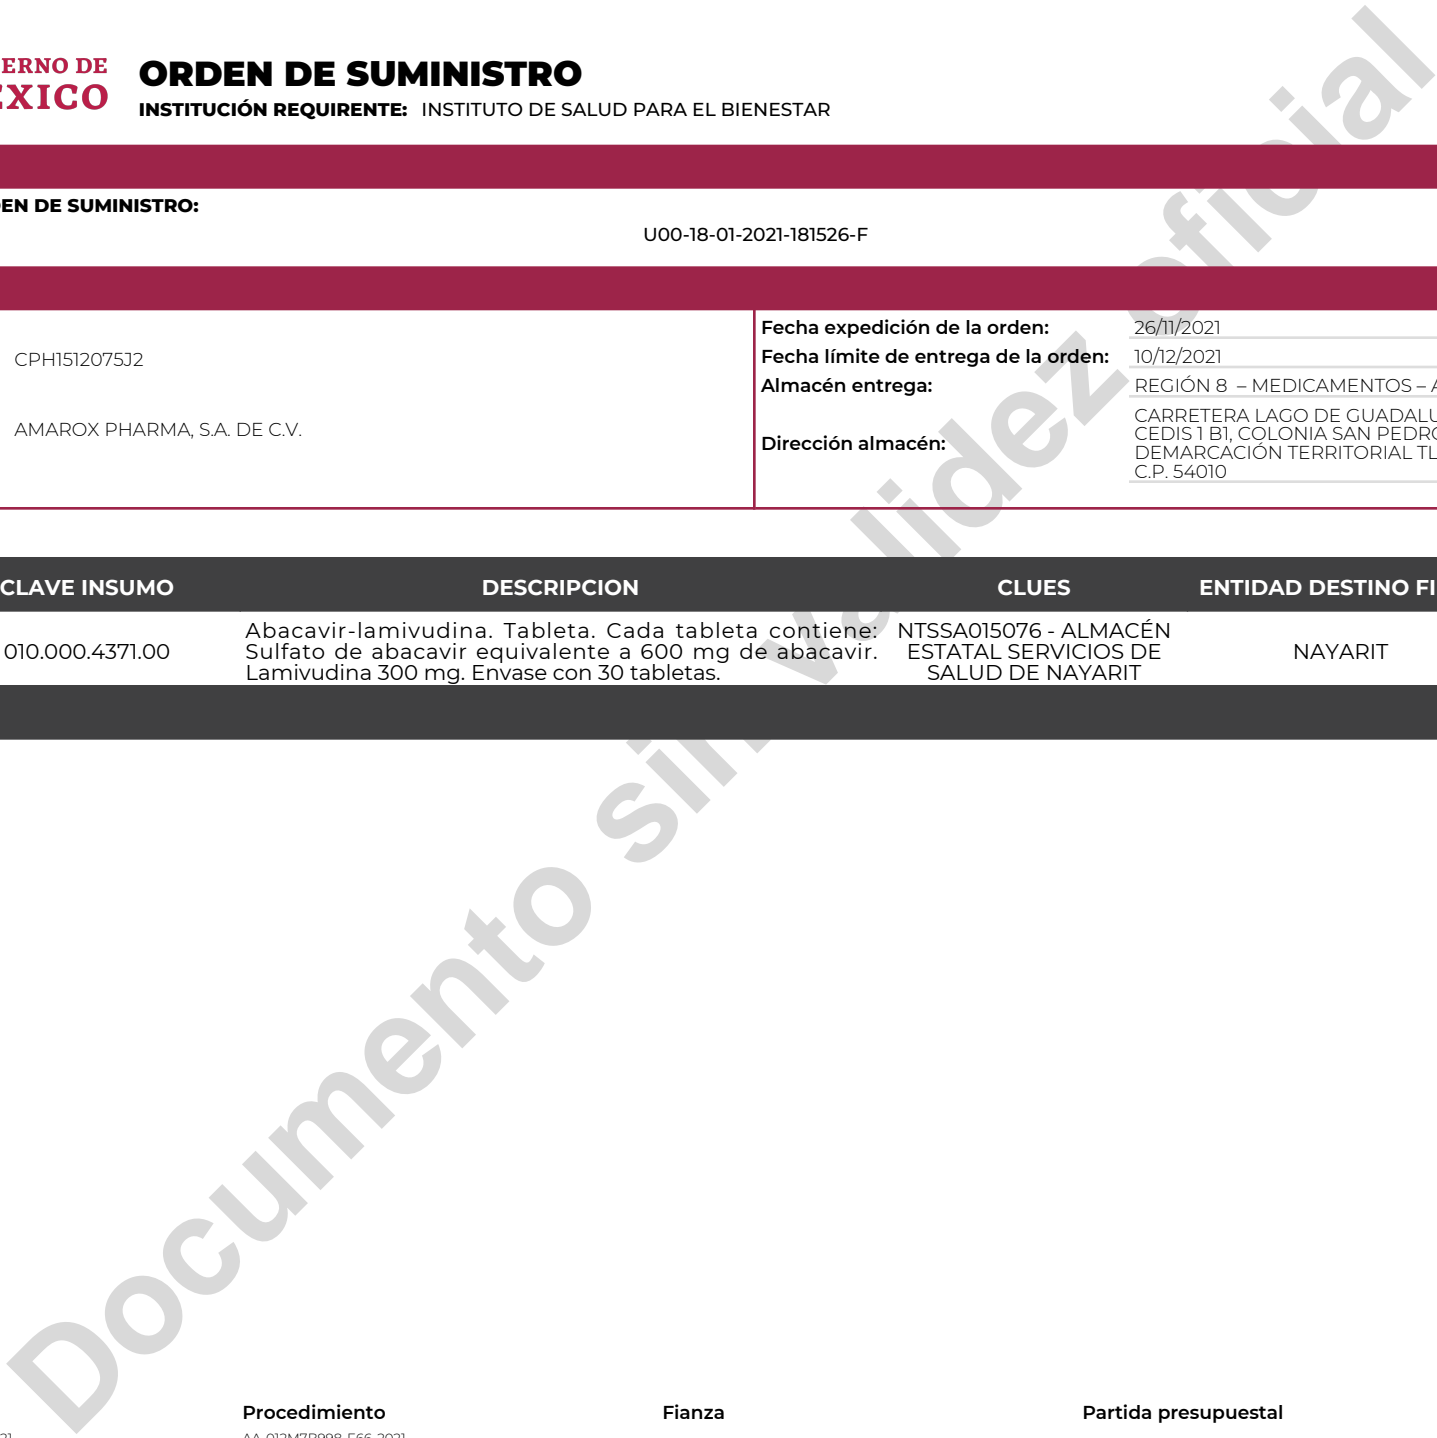 ERNO DE
ORDEN DE SUMINISTRO
XICO
INSTITUCIÓN REQUIRENTE: INSTITUTO DE SALUD PARA EL BIENESTAR
EN DE SUMINISTRO:
U00-18-01-2021-181526-F
CPH1512075J2
AMAROX PHARMA, S.A. DE C.V.
Fecha expedición de la orden: 26/11/2021
Fecha límite de entrega de la orden: 10/12/2021
Almacén entrega: REGIÓN 8 – MEDICAMENTOS – A
Dirección almacén:
CARRETERA LAGO DE GUADALU
CEDIS 1 B1, COLONIA SAN PEDRO
DEMARCACIÓN TERRITORIAL TL
C.P. 54010
CLAVE INSUMO DESCRIPCION CLUES ENTIDAD DESTINO FI
010.000.4371.00
Abacavir-lamivudina. Tableta. Cada tableta contiene:
Sulfato de abacavir equivalente a 600 mg de abacavir.
Lamivudina 300 mg. Envase con 30 tabletas.
NTSSA015076 - ALMACÉN
ESTATAL SERVICIOS DE
SALUD DE NAYARIT
NAYARIT
Documento sin validez oficial
Procedimiento Fianza Partida presupuestal